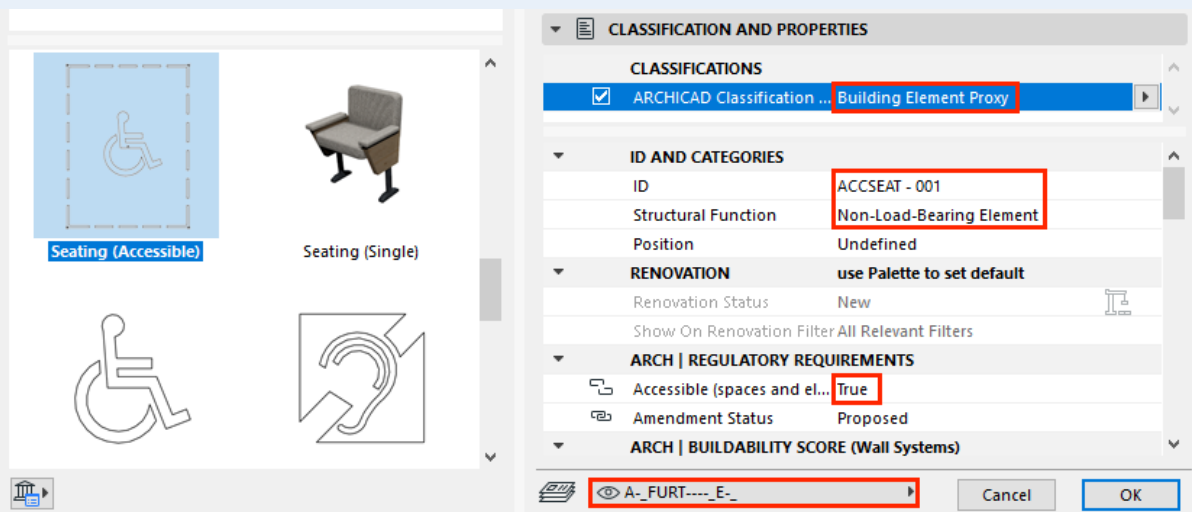 Seating (Accessible)
Seating (Single)
CLASSIFICATION AND PROPERTIES
CLASSIFICATIONS
ARCHICAD Classification ... Building Element Proxy
ID AND CATEGORIES
ID ACCSEAT - 001
Structural Function Non-Load-Bearing Element
Position Undefined
RENOVATION use Palette to set default
Renovation Status New
Show On Renovation Filter All Relevant Filters
ARCH | REGULATORY REQUIREMENTS
Accessible (spaces and el... True
Amendment Status Proposed
ARCH | BUILDABILITY SCORE (Wall Systems)
A-_FURT----_E-_
Cancel OK